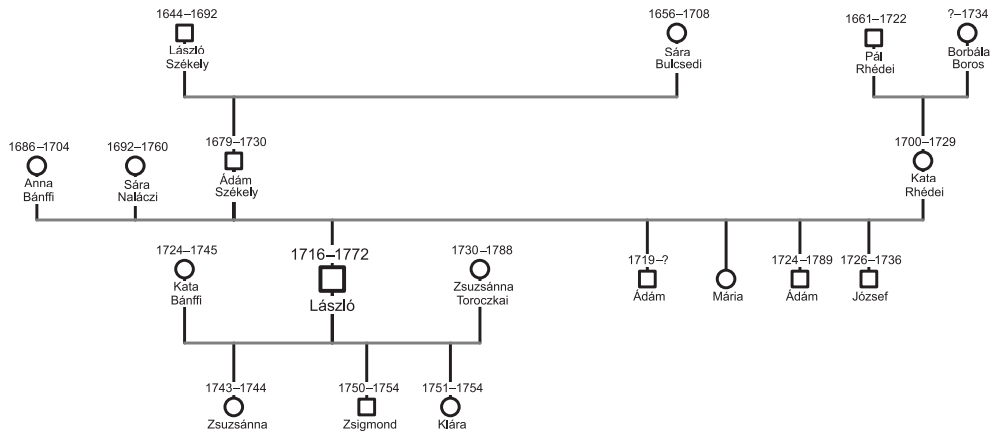 1644–1692
László
Székely
1656–1708
Sára
Bulcsedi
1661–1722
Pál
Rhédei
?–1734
Borbála
Boros
1686–1704
Anna
Bánffi
1692–1760
Sára
Naláczi
1679–1730
Ádám
Székely
1700–1729
Kata
Rhédei
1724–1745
Kata
Bánffi
1716–1772
László
1730–1788
Zsuzsánna
Toroczkai
1719–?
Ádám
Mária
1724–1789
Ádám
1726–1736
József
1743–1744
Zsuzsánna
1750–1754
Zsigmond
1751–1754
Klára